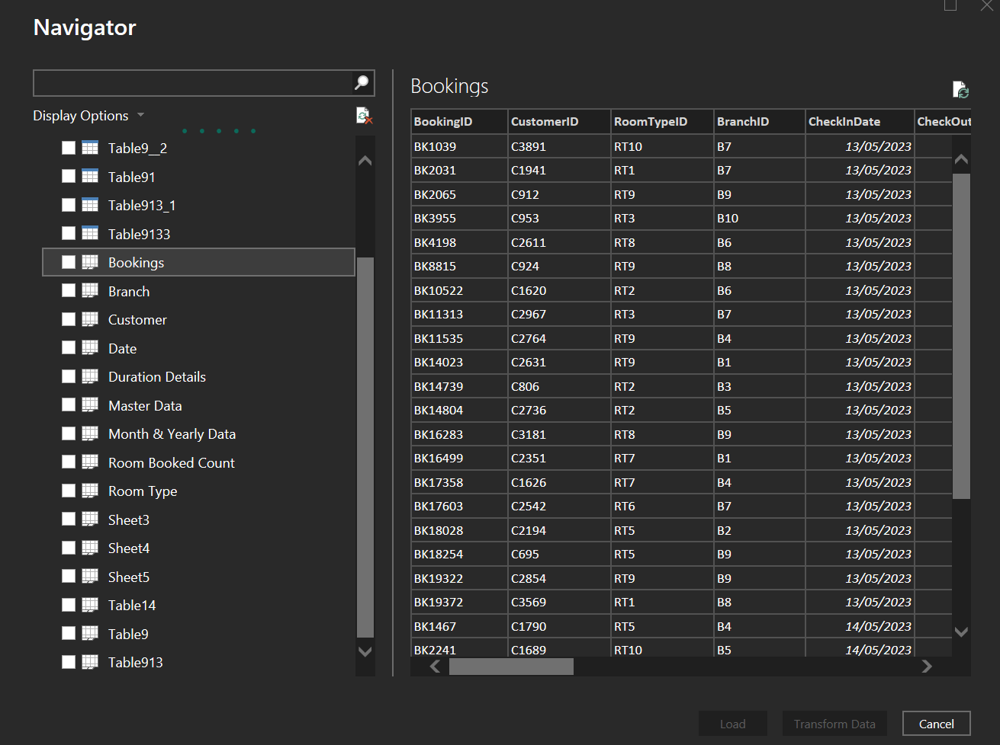 Navigator
Display Options
Table9__2
Table91
Table913_1
Table9133
Bookings
Branch
Customer
Date
Duration Details
Master Data
Month & Yearly Data
Room Booked Count
Room Type
Sheet3
Sheet4
Sheet5
Table14
Table9
Table913
Bookings
BookingID CustomerID RoomTypeID BranchID CheckInDate CheckOut
BK1039 C3891 RT10 B7 13/05/2023
BK2031 C1941 RT1 B7 13/05/2023
BK2065 C912 RT9 B9 13/05/2023
BK3955 C953 RT3 B10 13/05/2023
BK4198 C2611 RT8 B6 13/05/2023
BK8815 C924 RT9 B8 13/05/2023
BK10522 C1620 RT2 B6 13/05/2023
BK11313 C2967 RT3 B7 13/05/2023
BK11535 C2764 RT9 B4 13/05/2023
BK14023 C2631 RT9 B1 13/05/2023
BK14739 C806 RT2 B3 13/05/2023
BK14804 C2736 RT2 B5 13/05/2023
BK16283 C3181 RT8 B9 13/05/2023
BK16499 C2351 RT7 B1 13/05/2023
BK17358 C1626 RT7 B4 13/05/2023
BK17603 C2542 RT6 B7 13/05/2023
BK18028 C2194 RT5 B2 13/05/2023
BK18254 C695 RT5 B9 13/05/2023
BK19322 C2854 RT9 B9 13/05/2023
BK19372 C3569 RT1 B8 13/05/2023
BK1467 C1790 RT5 B4 14/05/2023
BK2241 C1689 RT10 B5 14/05/2023
Load Transform Data Cancel